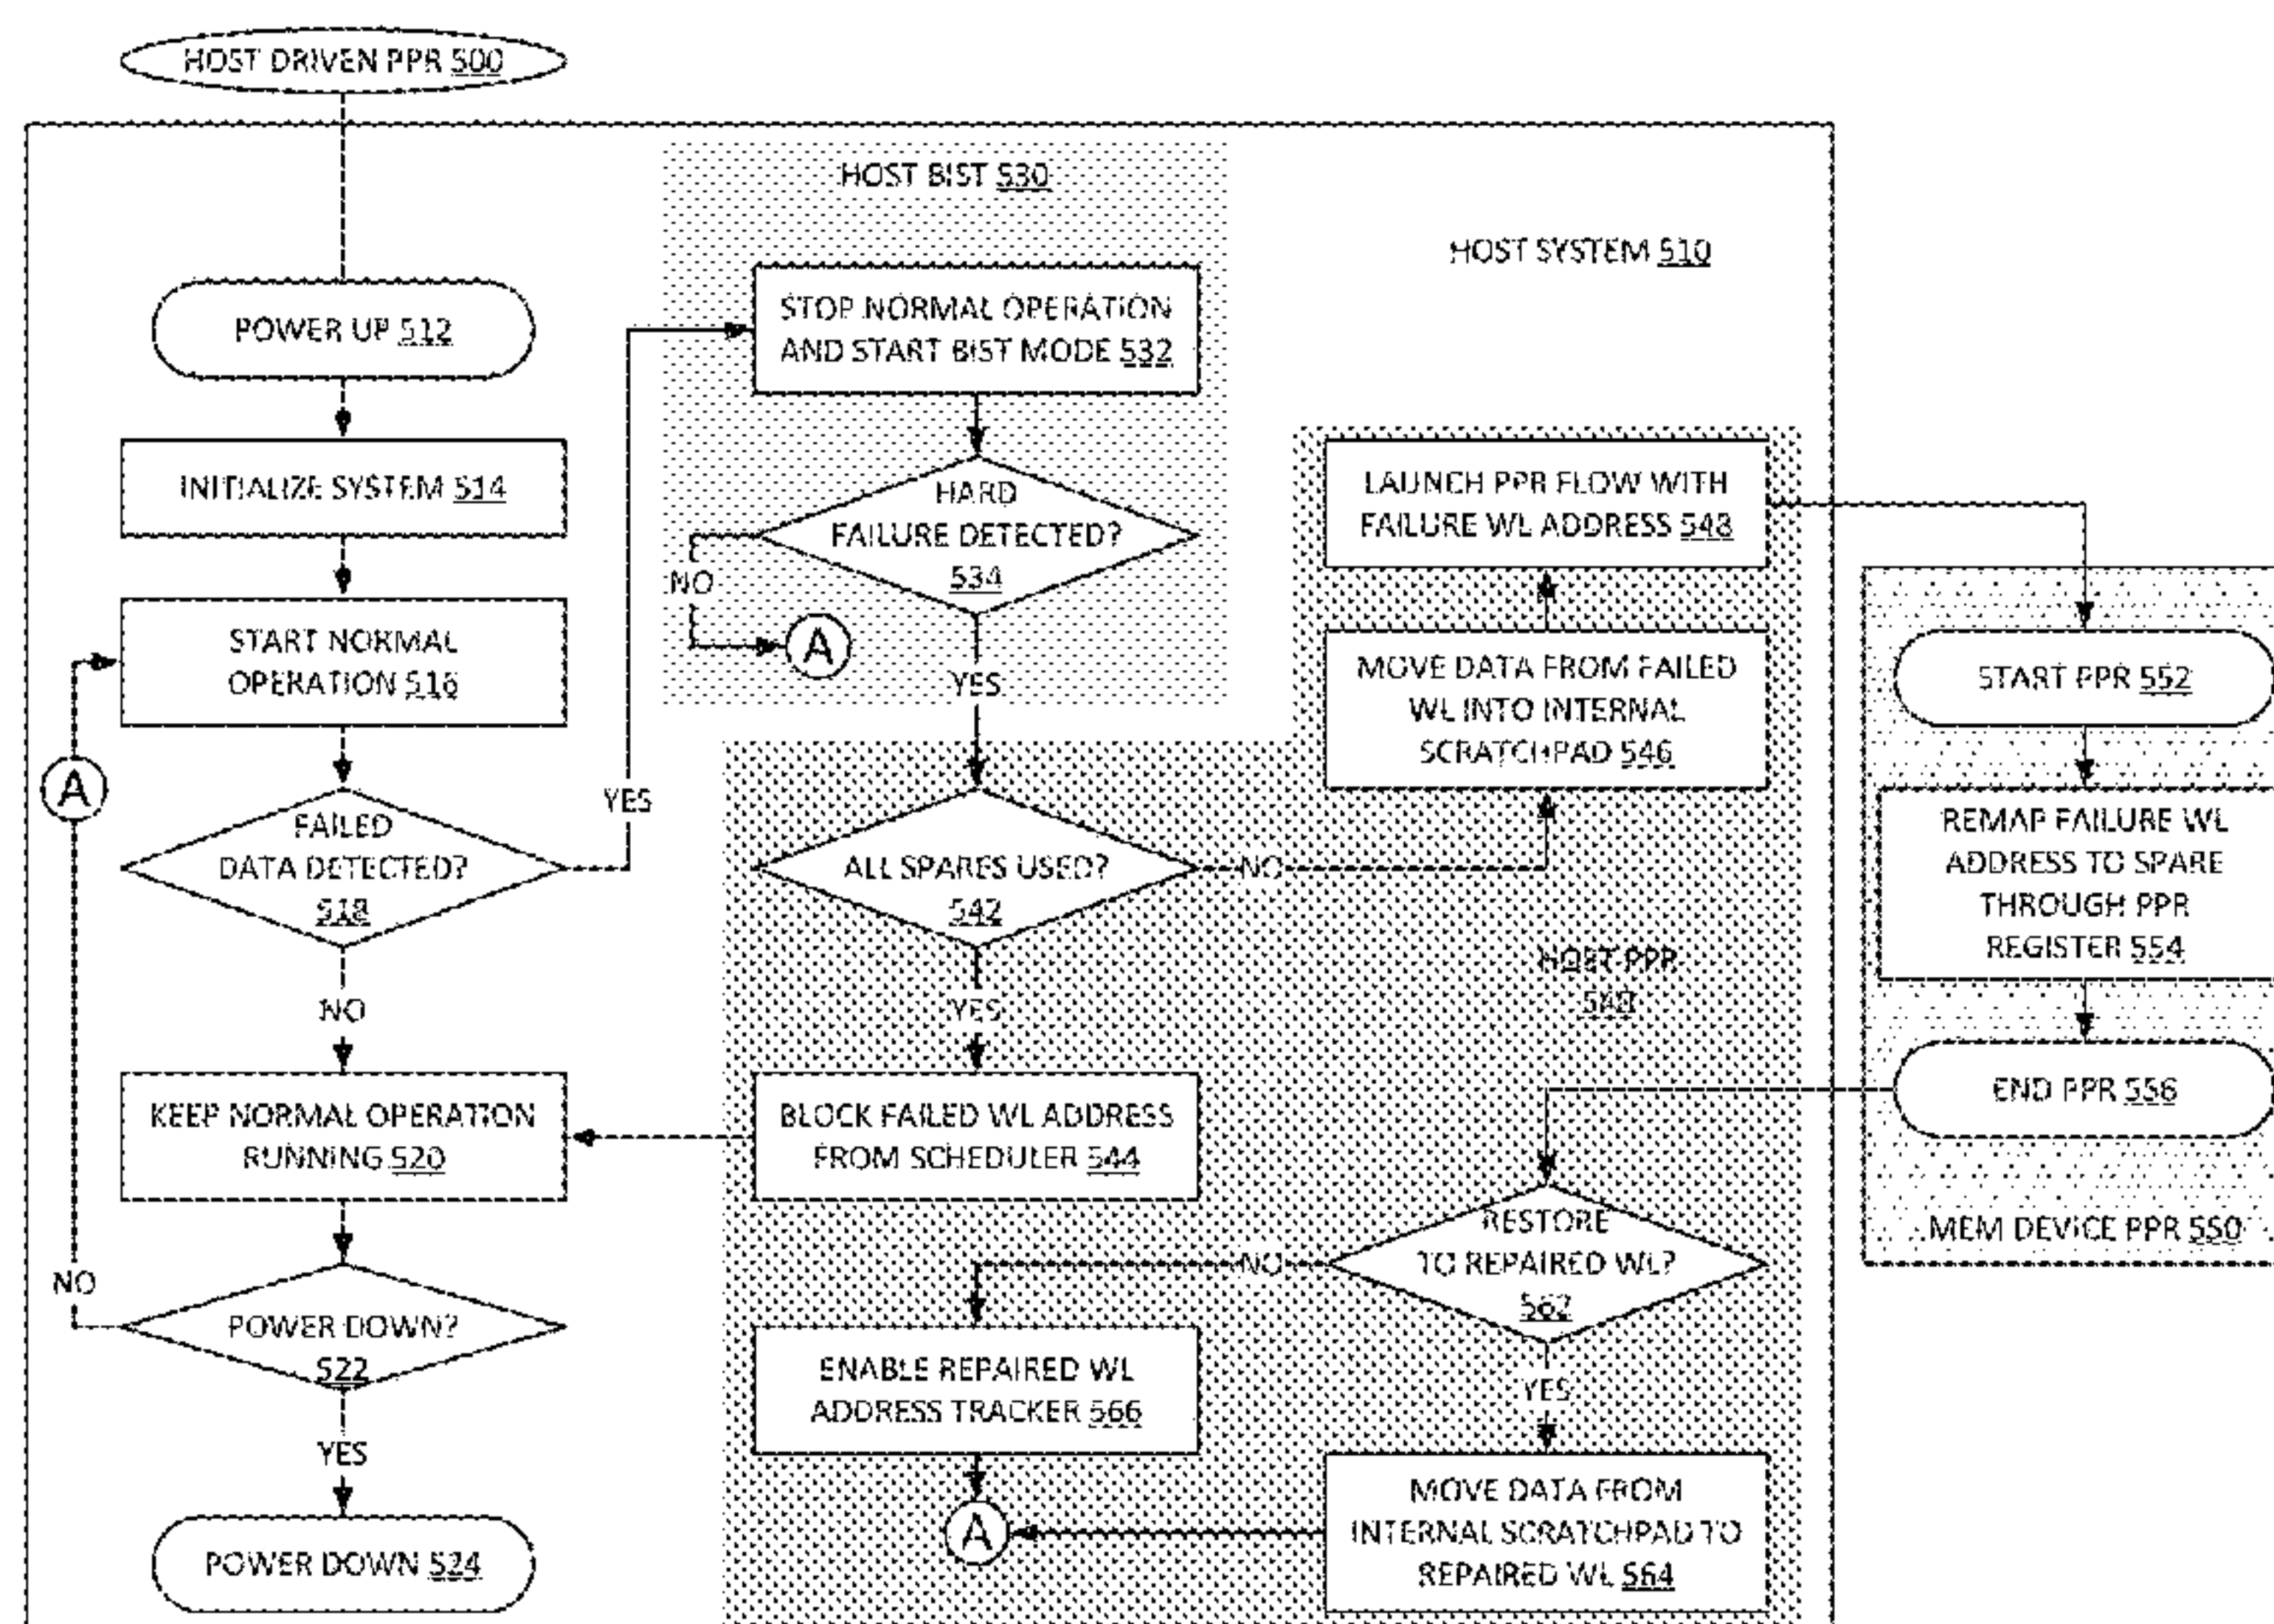 HOST DRIVEN PPR 500
HOST BIST 530
HOST SYSTEM 510
POWER UP 512
INITIALIZE SYSTEM 514
START NORMAL
OPERATION 516
A
FAILED
DATA DETECTED?
518
YES
NO
KEEP NORMAL OPERATION
RUNNING 520
NO
POWER DOWN?
522
YES
POWER DOWN 524
STOP NORMAL OPERATION
AND START BIST MODE 532
HARD
FAILURE DETECTED?
534
NO
A
YES
ALL SPARES USED?
542
NO
YES
BLOCK FAILED WL ADDRESS
FROM SCHEDULER 544
LAUNCH PPR FLOW WITH
FAILURE WL ADDRESS 548
MOVE DATA FROM FAILED
WL INTO INTERNAL
SCRATCHPAD 546
HOST PPR
540
START PPR 552
REMAP FAILURE WL
ADDRESS TO SPARE
THROUGH PPR
REGISTER 554
END PPR 556
MEM DEVICE PPR 550
RESTORE
TO REPAIRED WL?
562
NO
YES
ENABLE REPAIRED WL
ADDRESS TRACKER 566
A
MOVE DATA FROM
INTERNAL SCRATCHPAD TO
REPAIRED WL 564